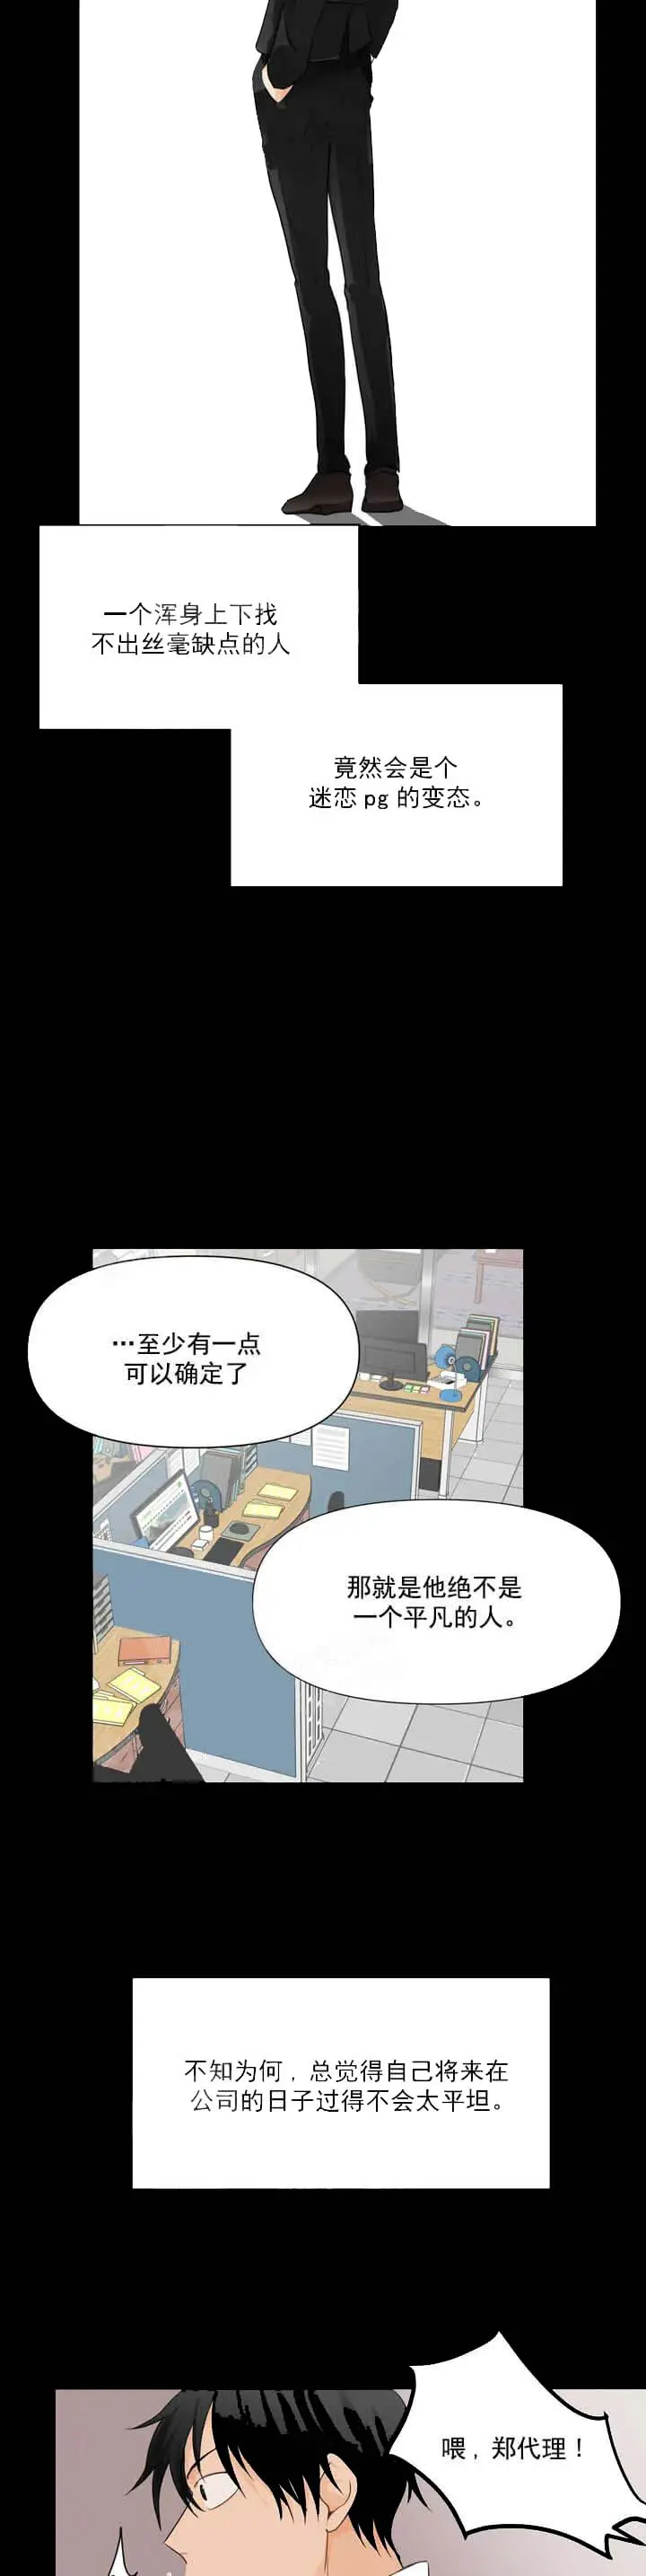 一个浑身上下找
不出丝毫缺点的人
竟然会是个
迷恋 pg 的变态。
…至少有一点
可以确定了
那就是他绝不是
一个平凡的人。
不知为何，总觉得自己将来在
公司的日子过得不会太平坦。
喂，郑代理！